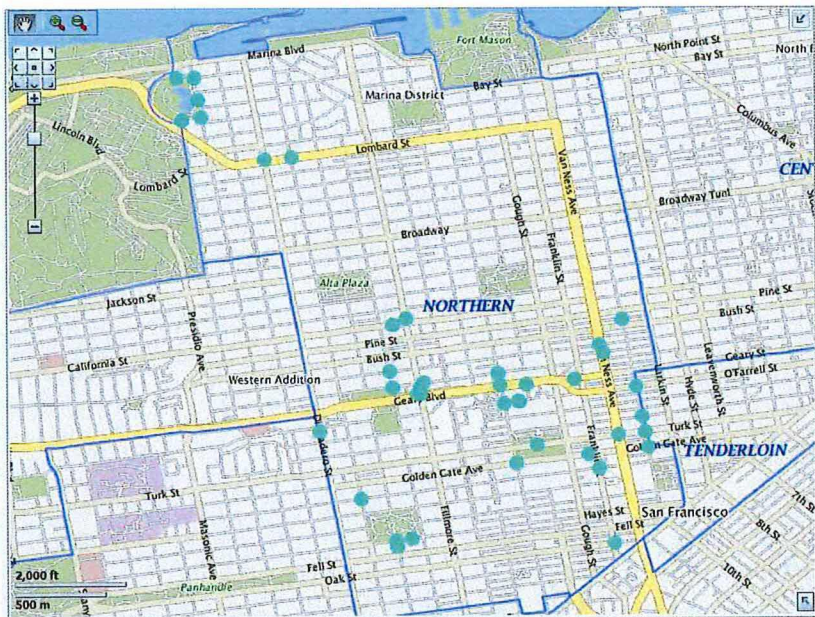 Marina Blvd
Fort Mason
North Point St
Bay St
Bay St
Marina District
Columbus Ave
Lincoln Blvd
Lombard St
Lombard St
Van Ness Ave
Gough St
Franklin St
Broadway Tunl
Broadway
Alta Plaza
Jackson St
NORTHERN
Pine St
Bush St
Presidio Ave
Pine St
California St
Bush St
Geary St
O'Farrell St
Western Addition
Larkin St
Hyde St
Leavenworth St
Geary Blvd
Turk St
TENDERLOIN
Golden Gate Ave
Turk St
Fillmore St
Masonic Ave
Hayes St
San Francisco
Fell St
Gough St
7th St
8th St
10th St
Fell St
Oak St
Panhandle
2,000 ft
500 m